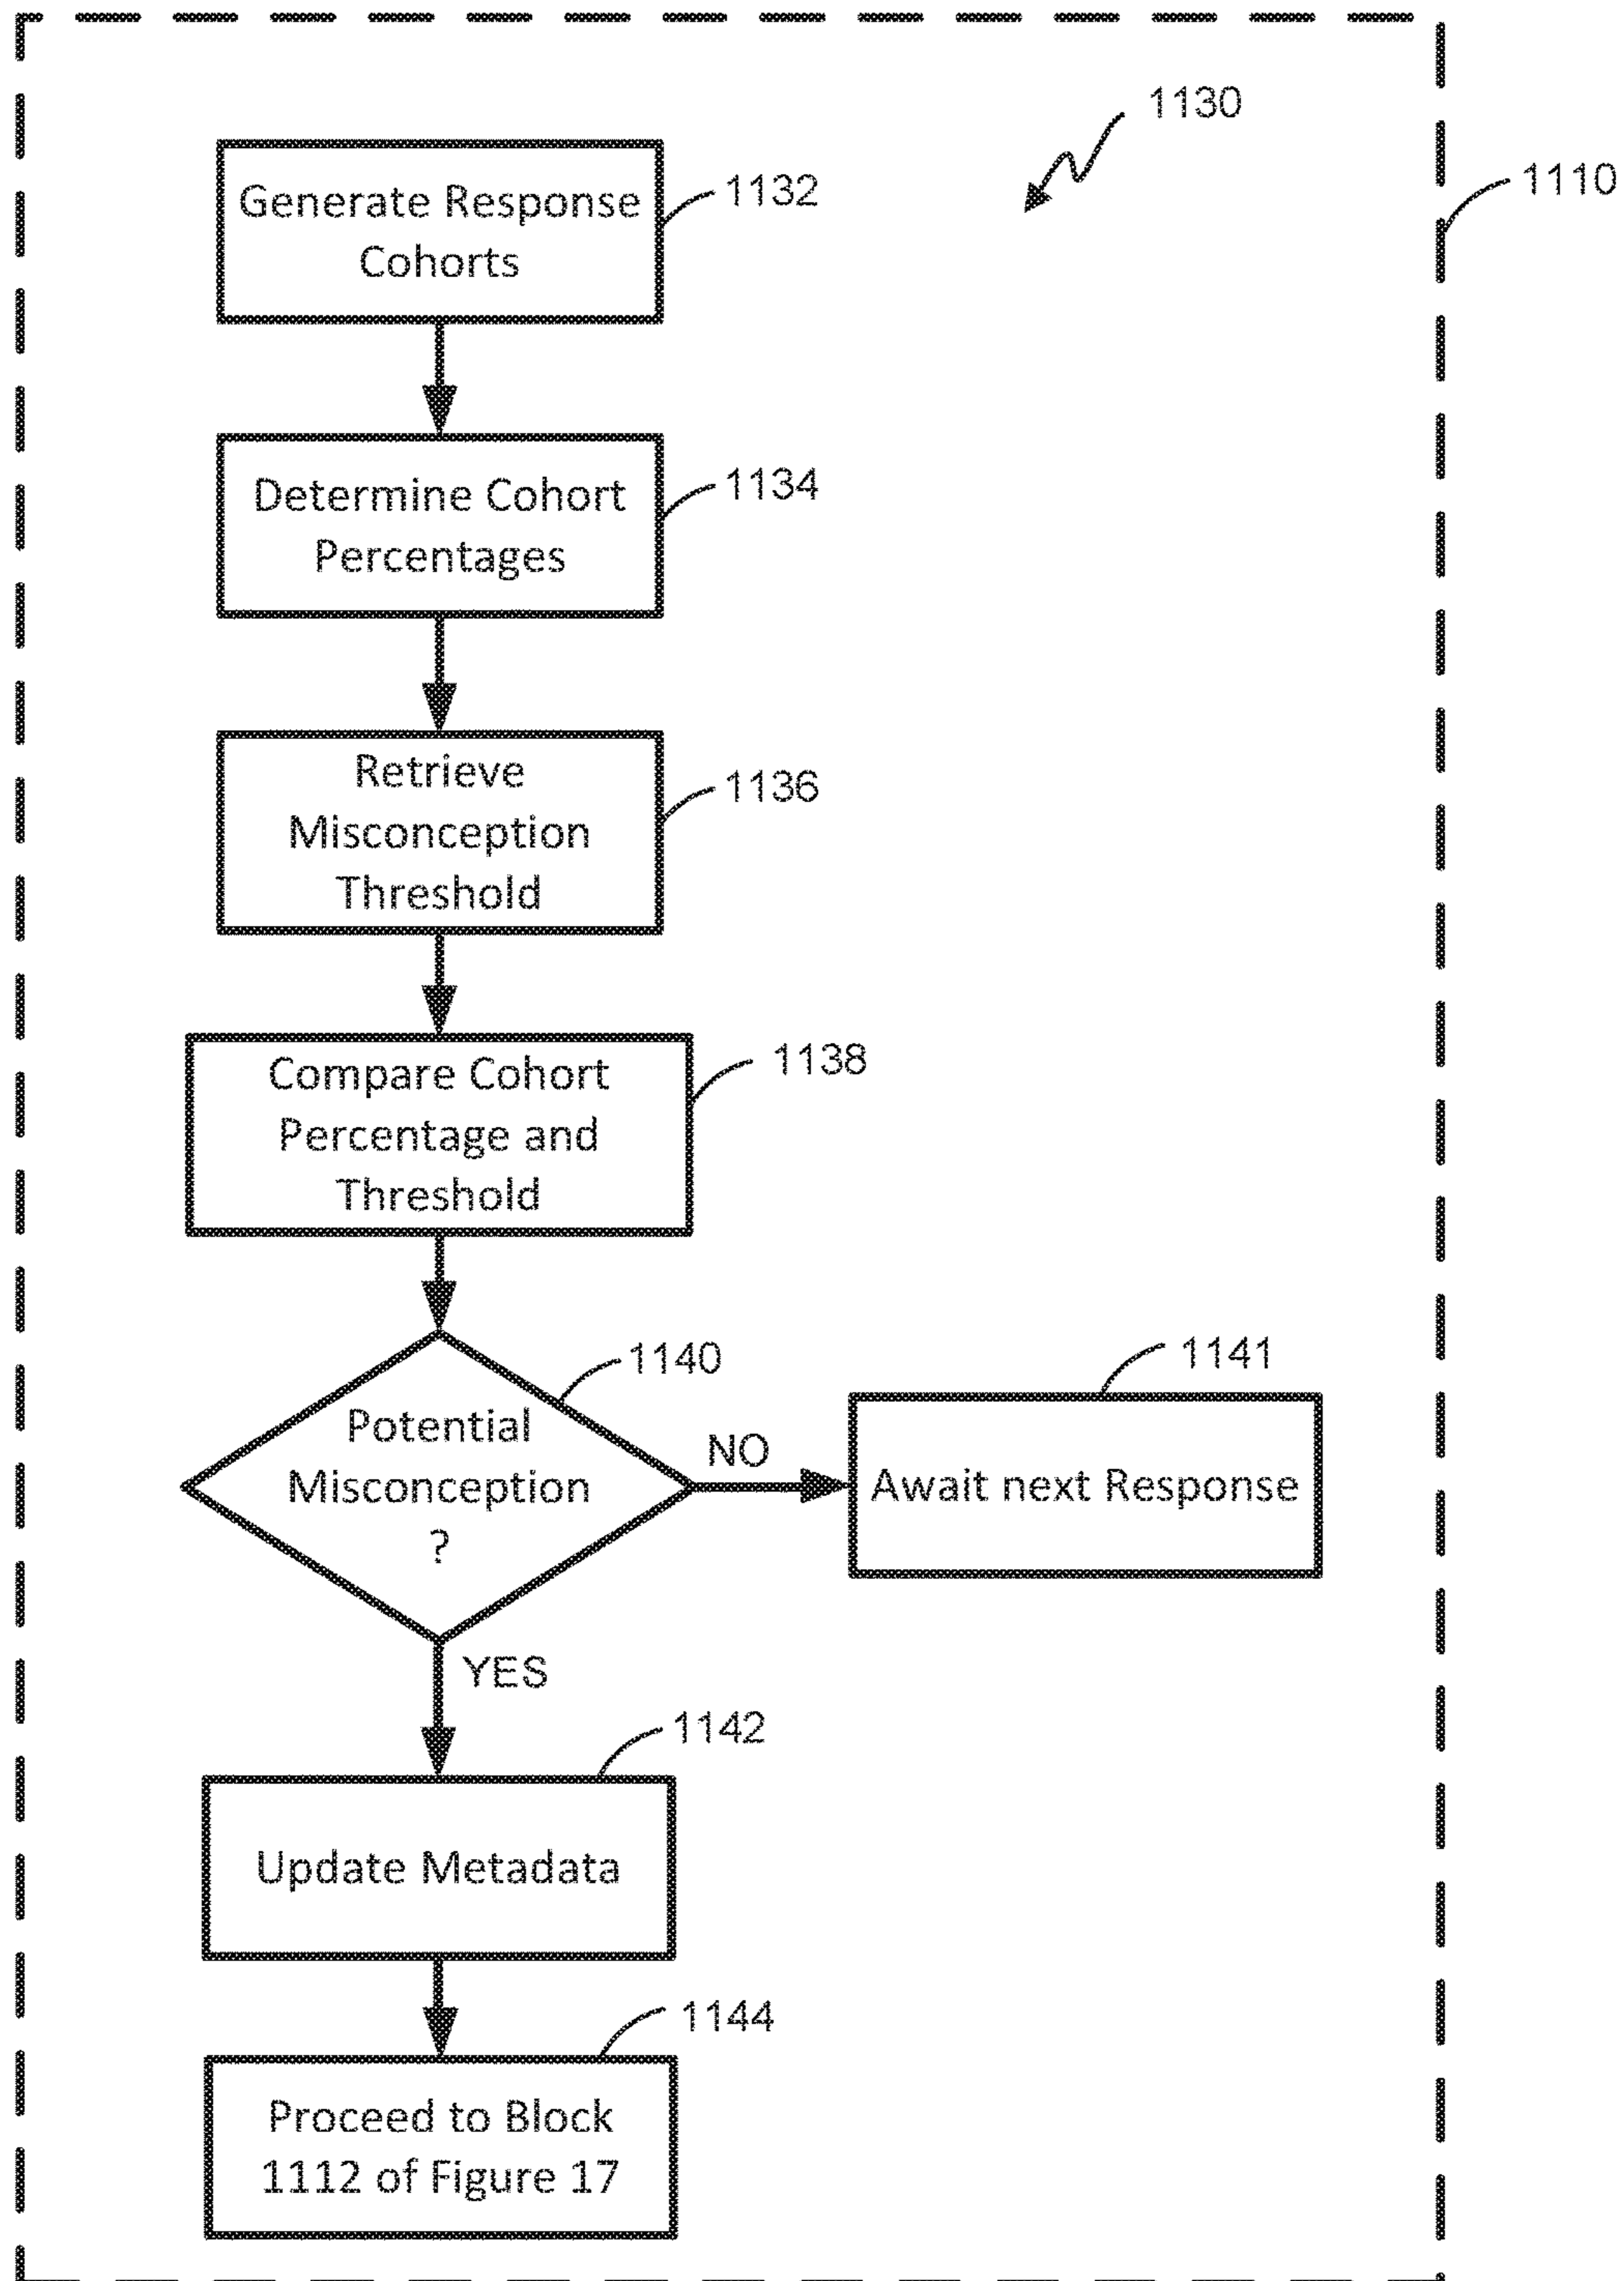 1130
1110
Generate Response
Cohorts
1132
Determine Cohort
Percentages
1134
Retrieve
Misconception
Threshold
1136
Compare Cohort
Percentage and
Threshold
1138
Potential
Misconception
?
1140
NO
1141
Await next Response
YES
1142
Update Metadata
1144
Proceed to Block
1112 of Figure 17